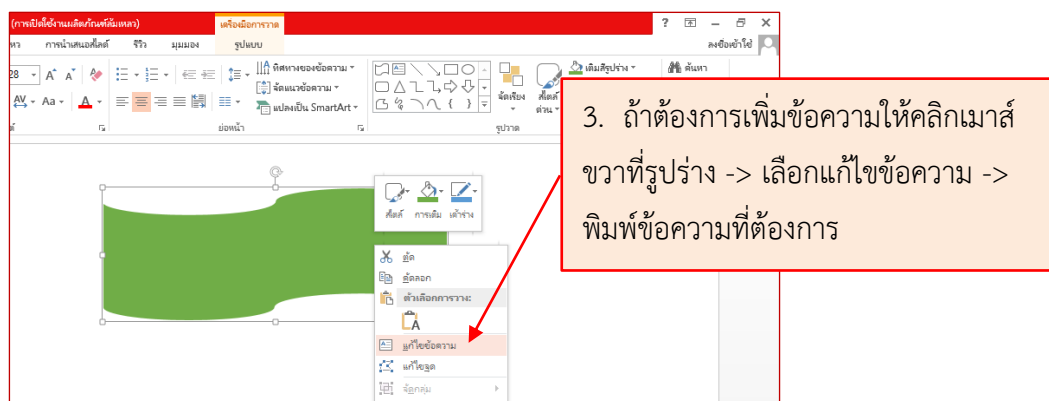 (การเปิดใช้งานผลิตภัณฑ์ล้มเหลว) เครื่องมือการวาด ?
หา การนำเสนอสไลด์ รีวิว มุมมอง รูปแบบ ลงชื่อเข้าใช้
28 A A ทิศทางของข้อความ เติมสีรูปร่าง ค้นหา
AV Aa A จัดแนวข้อความ จัดเรียง สไตล์
แปลงเป็น SmartArt ด่วน
ย่อหน้า รูปวาด
3. ถ้าต้องการเพิ่มข้อความให้คลิกเมาส์
ขวาที่รูปร่าง -> เลือกแก้ไขข้อความ ->
พิมพ์ข้อความที่ต้องการ
สไตล์ การเติม เค้าร่าง
ตัด
คัดลอก
ตัวเลือกการวาง:
A
แก้ไขข้อความ
แก้ไขจุด
จัดกลุ่ม